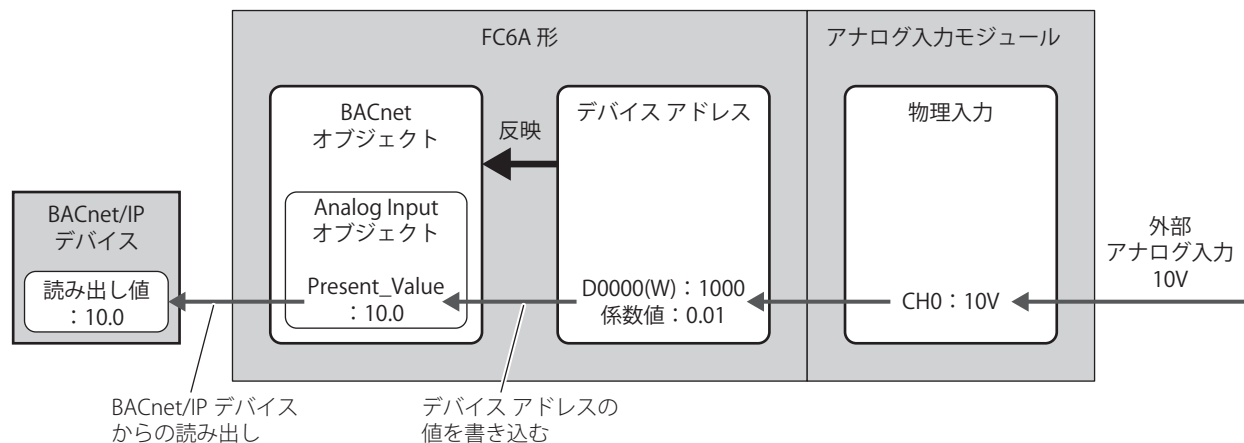 FC6A 形
アナログ入力モジュール
BACnet
オブジェクト
反映
デバイス アドレス
物理入力
BACnet/IP
デバイス
読み出し値
：10.0
Analog Input
オブジェクト
Present_Value
：10.0
D0000(W)：1000
係数値：0.01
CH0：10V
外部
アナログ入力
10V
BACnet/IP デバイス
からの読み出し
デバイス アドレスの
値を書き込む